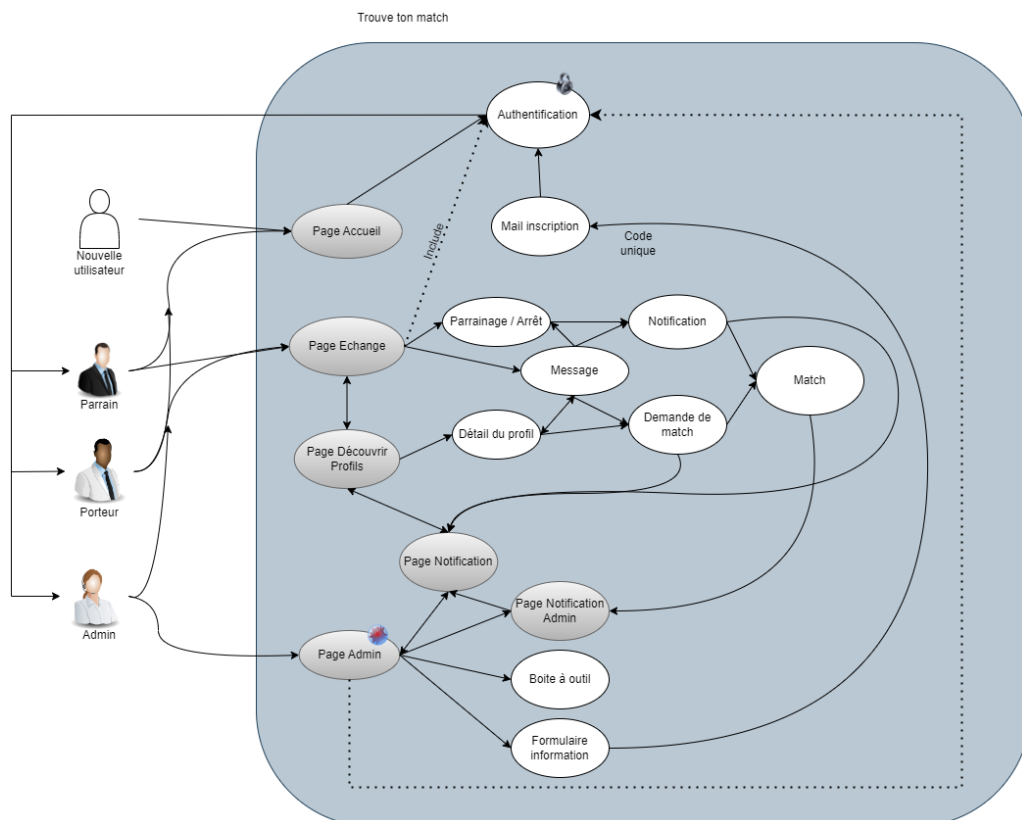 Trouve ton match
Authentification
Nouvelle
utilisateur
Page Accueil
Mail inscription
Include
Code
unique
Parrain
Page Echange
Parrainage / Arrêt
Notification
Message
Match
Porteur
Page Découvrir
Profils
Détail du profil
Demande de
match
Page Notification
Admin
Page Notification
Admin
Page Admin
Boite à outil
Formulaire
information